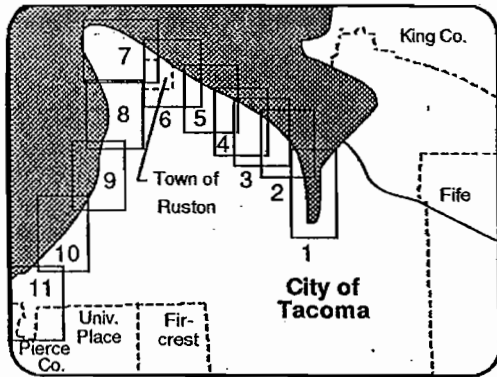 King Co.
7
8
6
5
4
3
2
1
9
10
11
Town of
Ruston
Fife
City of
Tacoma
Univ.
Place
Fir-
crest
Pierce
Co.